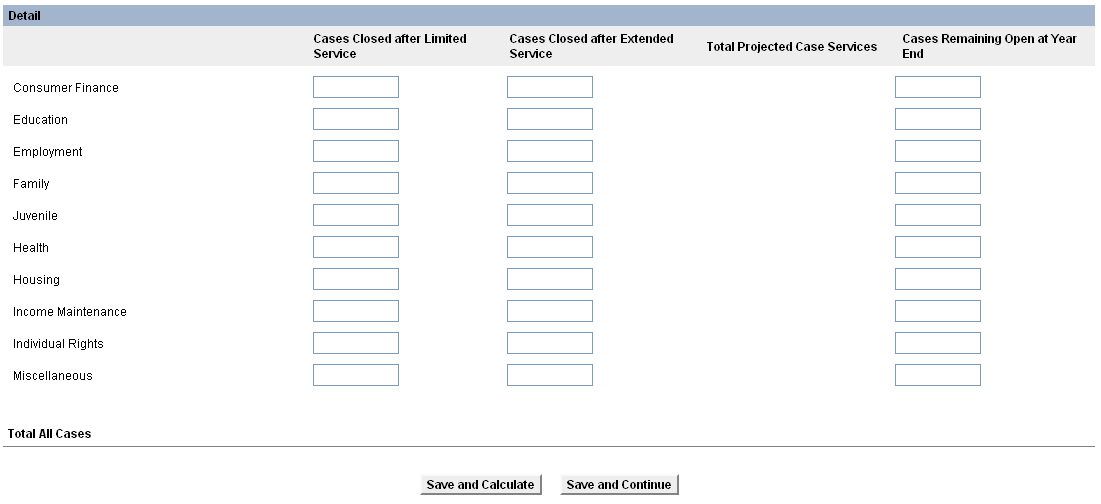 Detail
Cases Closed after Limited Service
Cases Closed after Extended Service
Total Projected Case Services
Cases Remaining Open at Year End
Consumer Finance
Education
Employment
Family
Juvenile
Health
Housing
Income Maintenance
Individual Rights
Miscellaneous
Total All Cases
Save and Calculate
Save and Continue